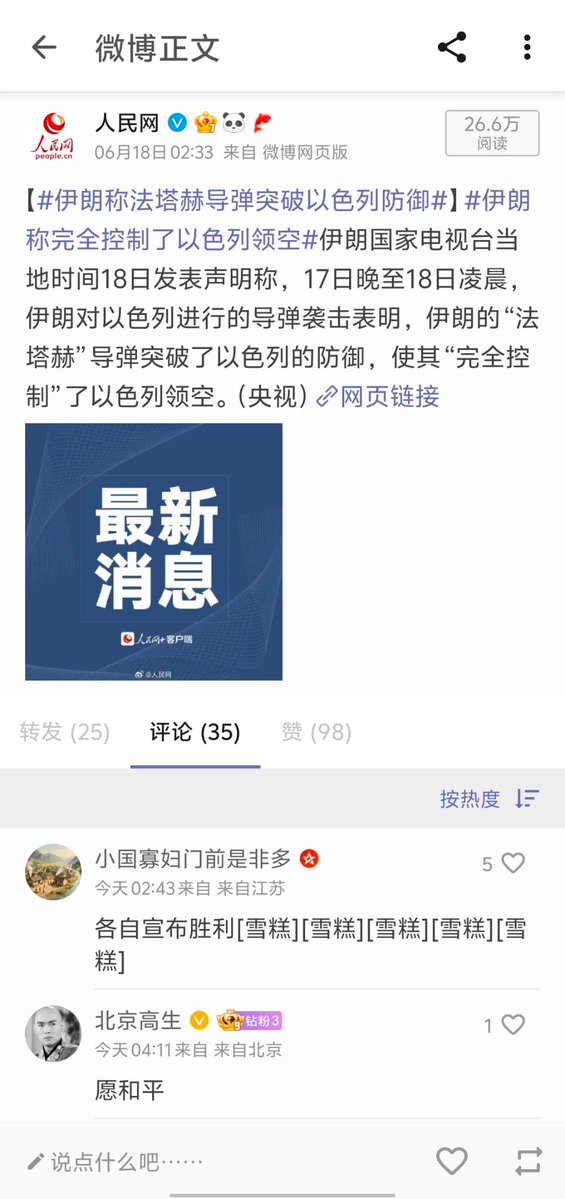 微博正文
人民网
26.6万
阅读
06月18日 02:33 来自 微博网页版
人民网
people.cn
【#伊朗称法塔赫导弹突破以色列防御#】#伊朗
称完全控制了以色列领空#伊朗国家电视台当
地时间18日发表声明称，17日晚至18日凌晨，
伊朗对以色列进行的导弹袭击表明，伊朗的“法
塔赫”导弹突破了以色列的防御，使其“完全控
制”了以色列领空。（央视）网页链接
最新
消息
人民网+客户端
@人民网
转发 (25)
评论 (35)
赞 (98)
按热度
小国寡妇门前是非多
5
今天 02:43 来自 来自江苏
各自宣布胜利[雪糕][雪糕][雪糕][雪糕][雪
糕]
北京高生
9
钻粉3
1
今天 04:11 来自 来自北京
愿和平
说点什么吧……